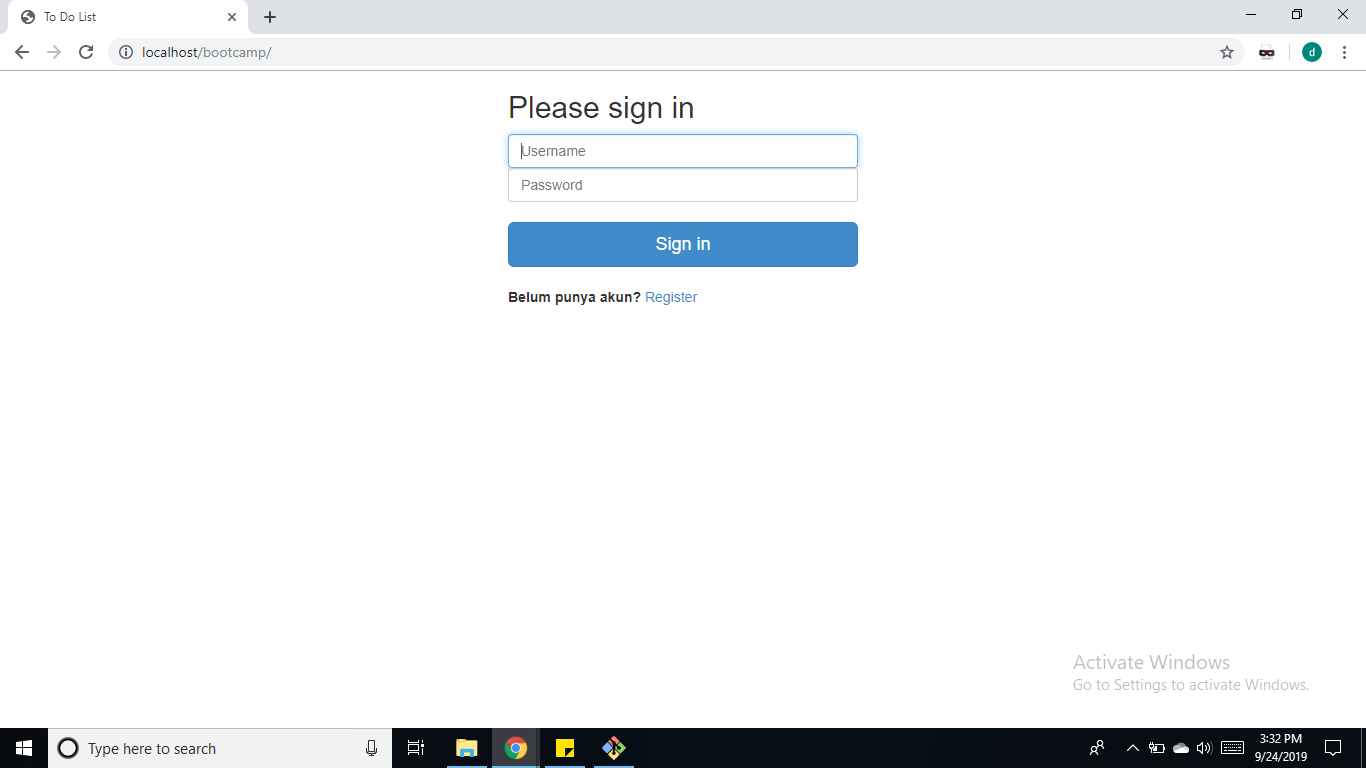 To Do List
localhost/bootcamp/
d
Please sign in
Username
Password
Sign in
Belum punya akun? Register
Activate Windows
Go to Settings to activate Windows.
Type here to search
3:32 PM
9/24/2019